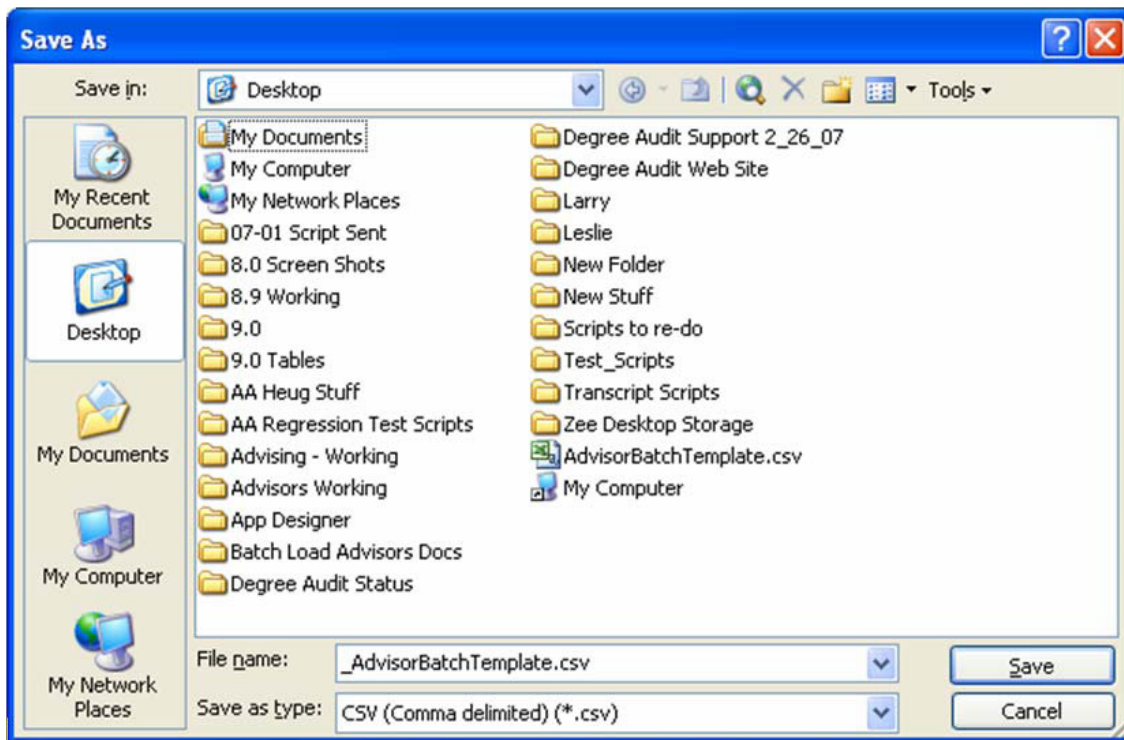 Save As
Save in:
Desktop
Tools
My Recent
Documents
Desktop
My Documents
My Computer
My Network
Places
My Documents
My Computer
My Network Places
07-01 Script Sent
8.0 Screen Shots
8.9 Working
9.0
9.0 Tables
AA Heug Stuff
AA Regression Test Scripts
Advising - Working
Advisors Working
App Designer
Batch Load Advisors Docs
Degree Audit Status
Degree Audit Support 2_26_07
Degree Audit Web Site
Larry
Leslie
New Folder
New Stuff
Scripts to re-do
Test_Scripts
Transcript Scripts
Zee Desktop Storage
AdvisorBatchTemplate.csv
My Computer
File name:
_AdvisorBatchTemplate.csv
Save
Save as type:
CSV (Comma delimited) (*.csv)
Cancel